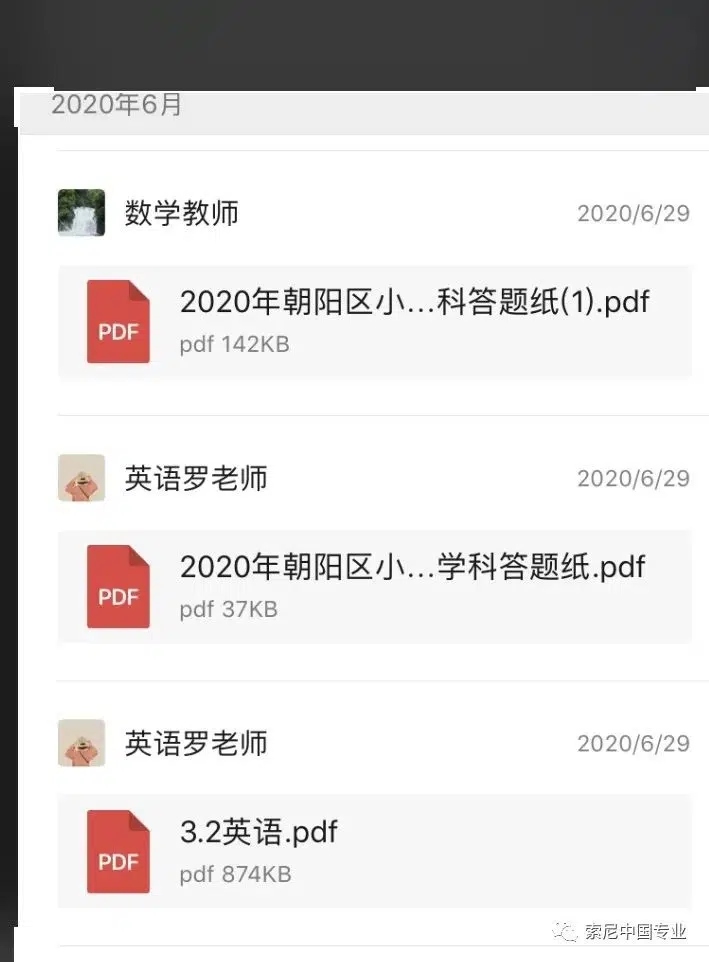 2020年6月
数学教师
2020/6/29
2020年朝阳区小...科答题纸(1).pdf
PDF
pdf 142KB
英语罗老师
2020/6/29
2020年朝阳区小...学科答题纸.pdf
PDF
pdf 37KB
英语罗老师
2020/6/29
3.2英语.pdf
PDF
pdf 874KB
索尼中国专业